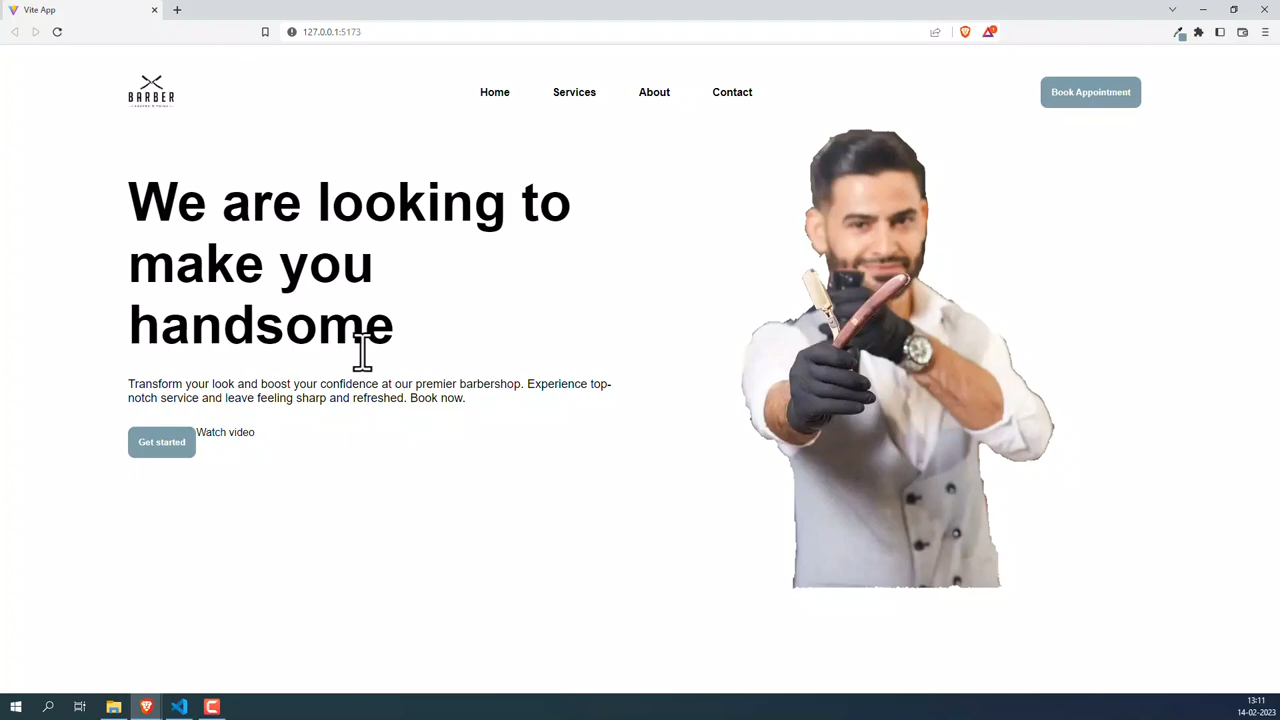 Vite App
127.0.0.1:5173
BARBER
Home
Services
About
Contact
Book Appointment
We are looking to
make you
handsome
Transform your look and boost your confidence at our premier barbershop. Experience top-
notch service and leave feeling sharp and refreshed. Book now.
Get started
Watch video
13:11
14-02-2023